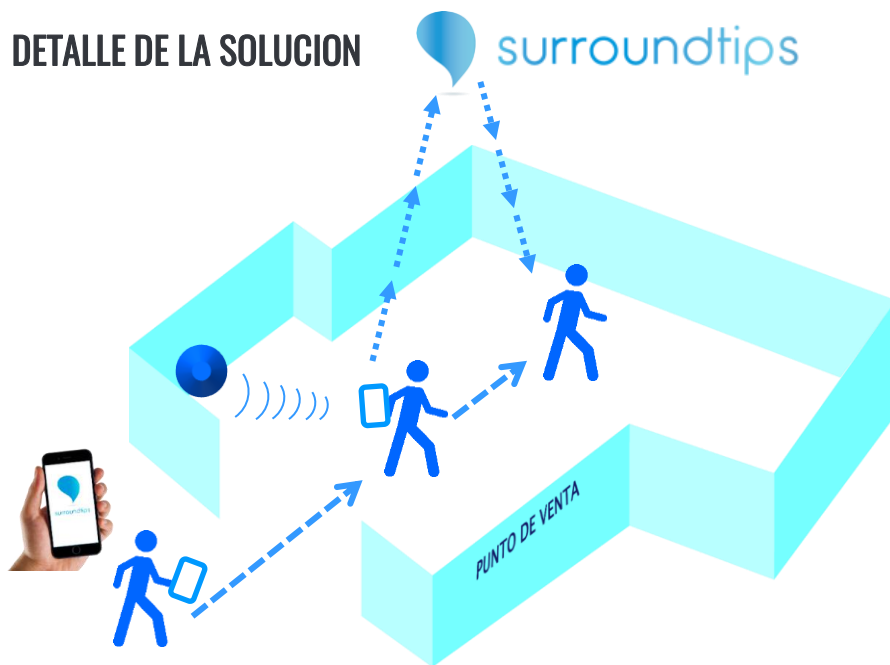 DETALLE DE LA SOLUCION
surroundtips
surroundtips
PUNTO DE VENTA